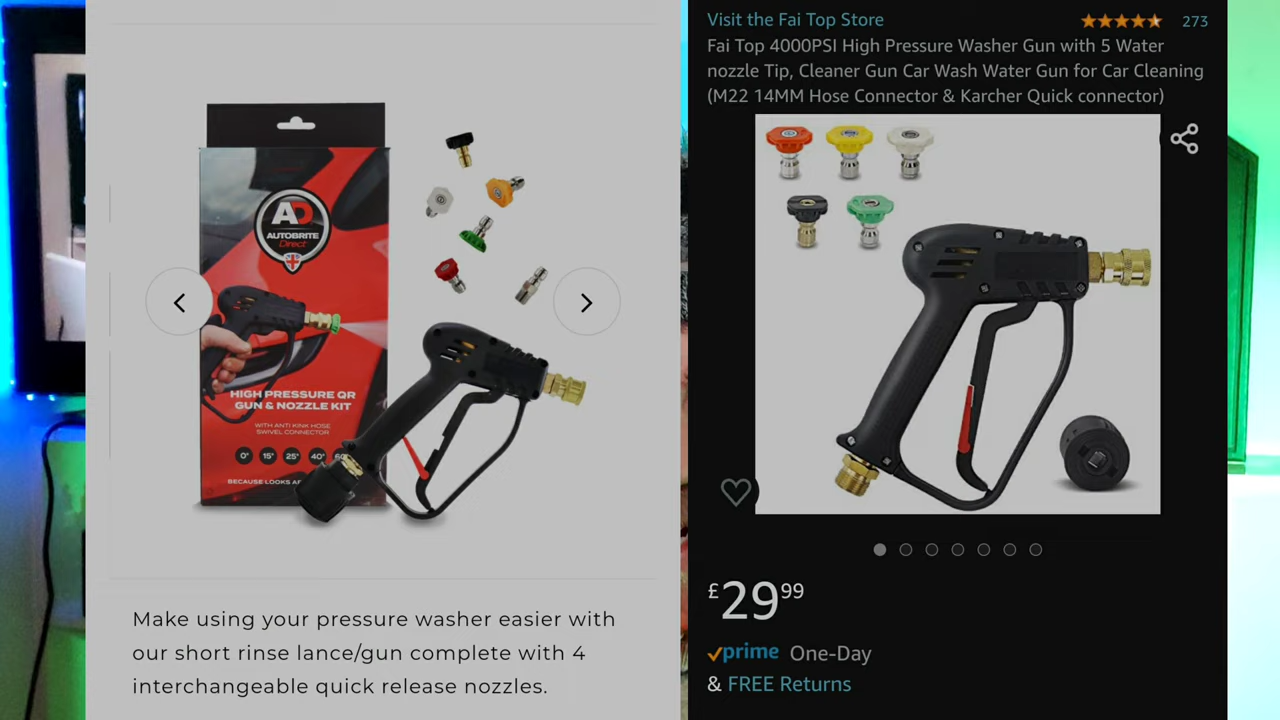 AD
AUTOBRITE
Direct
HIGH PRESSURE QR
GUN & NOZZLE KIT
WITH ANTI KINK HOSE
SWIVEL CONNECTOR
0° 15° 25° 40° 60
BECAUSE LOOKS
Make using your pressure washer easier with
our short rinse lance/gun complete with 4
interchangeable quick release nozzles.
Visit the Fai Top Store
273
Fai Top 4000PSI High Pressure Washer Gun with 5 Water
nozzle Tip, Cleaner Gun Car Wash Water Gun for Car Cleaning
(M22 14MM Hose Connector & Karcher Quick connector)
£2999
prime One-Day
& FREE Returns